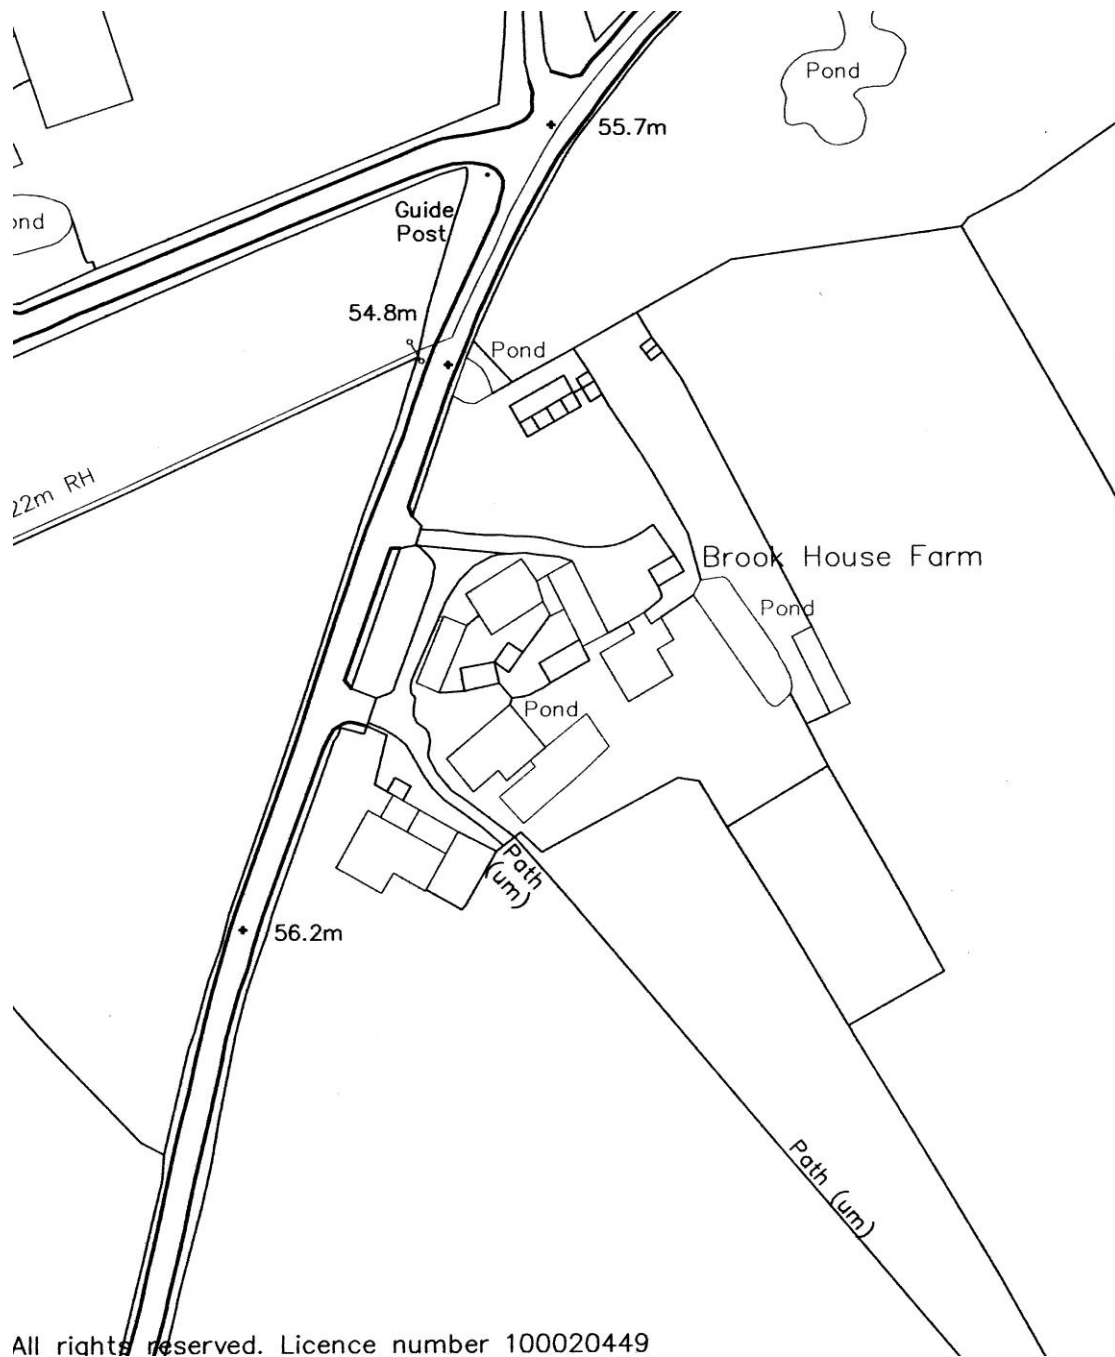 Pond
55.7m
ond
Guide
Post
54.8m
Pond
22m RH
Brook House Farm
Pond
Pond
Path
(um)
56.2m
Path (um)
All rights reserved. Licence number 100020449